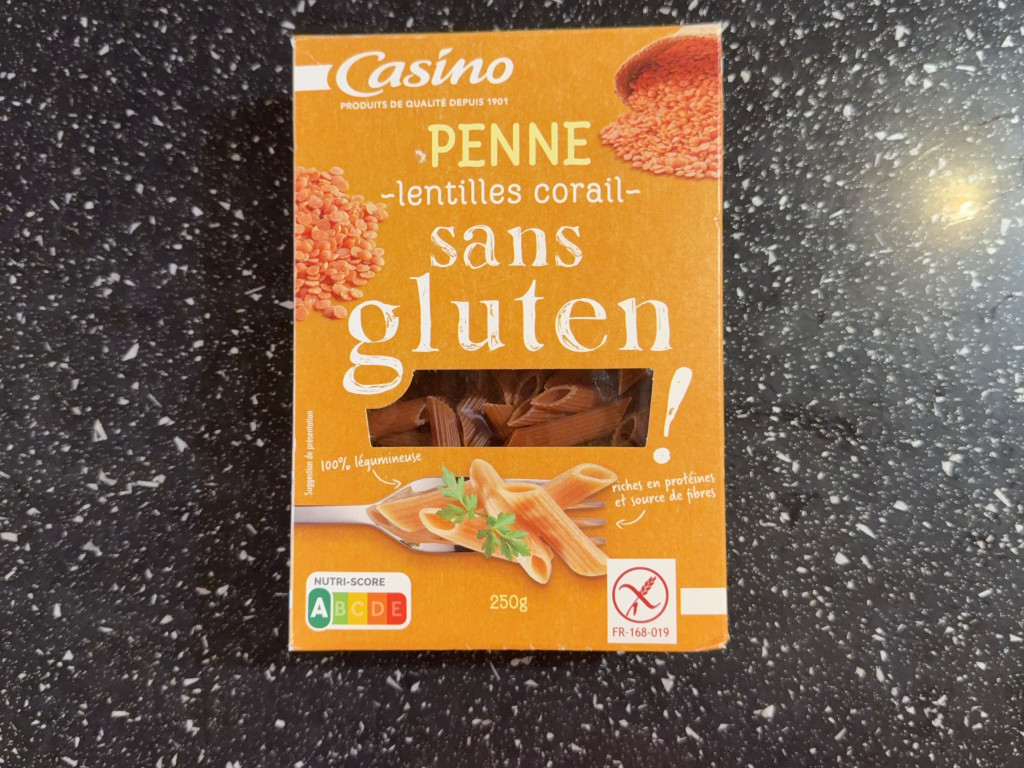 Casino
PRODUITS DE QUALITÉ DEPUIS 1901
PENNE
~lentilles corail~
sans
gluten
!
Suggestion de présentation
100% légumineuse
riches en protéines
et source de fibres
NUTRI-SCORE
A B C D E
250g
FR-168-019